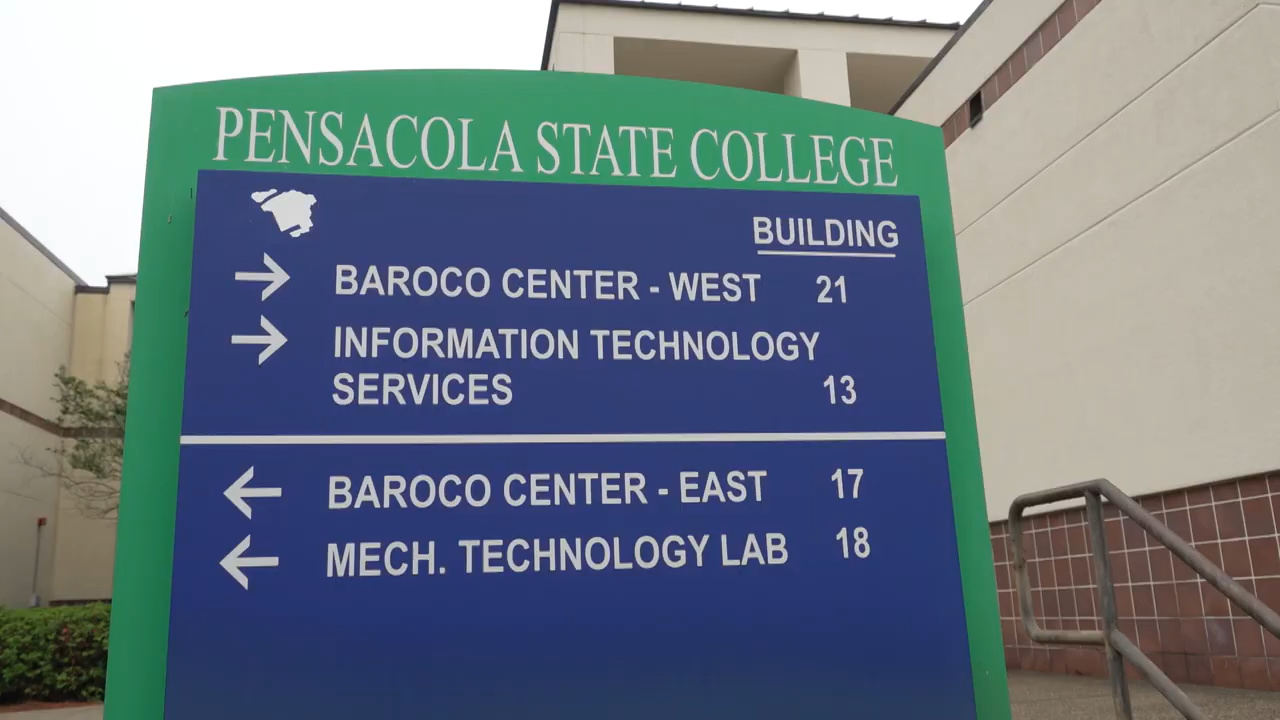 PENSACOLA STATE COLLEGE
BUILDING
BAROCO CENTER - WEST 21
INFORMATION TECHNOLOGY
SERVICES 13
BAROCO CENTER - EAST 17
MECH. TECHNOLOGY LAB 18